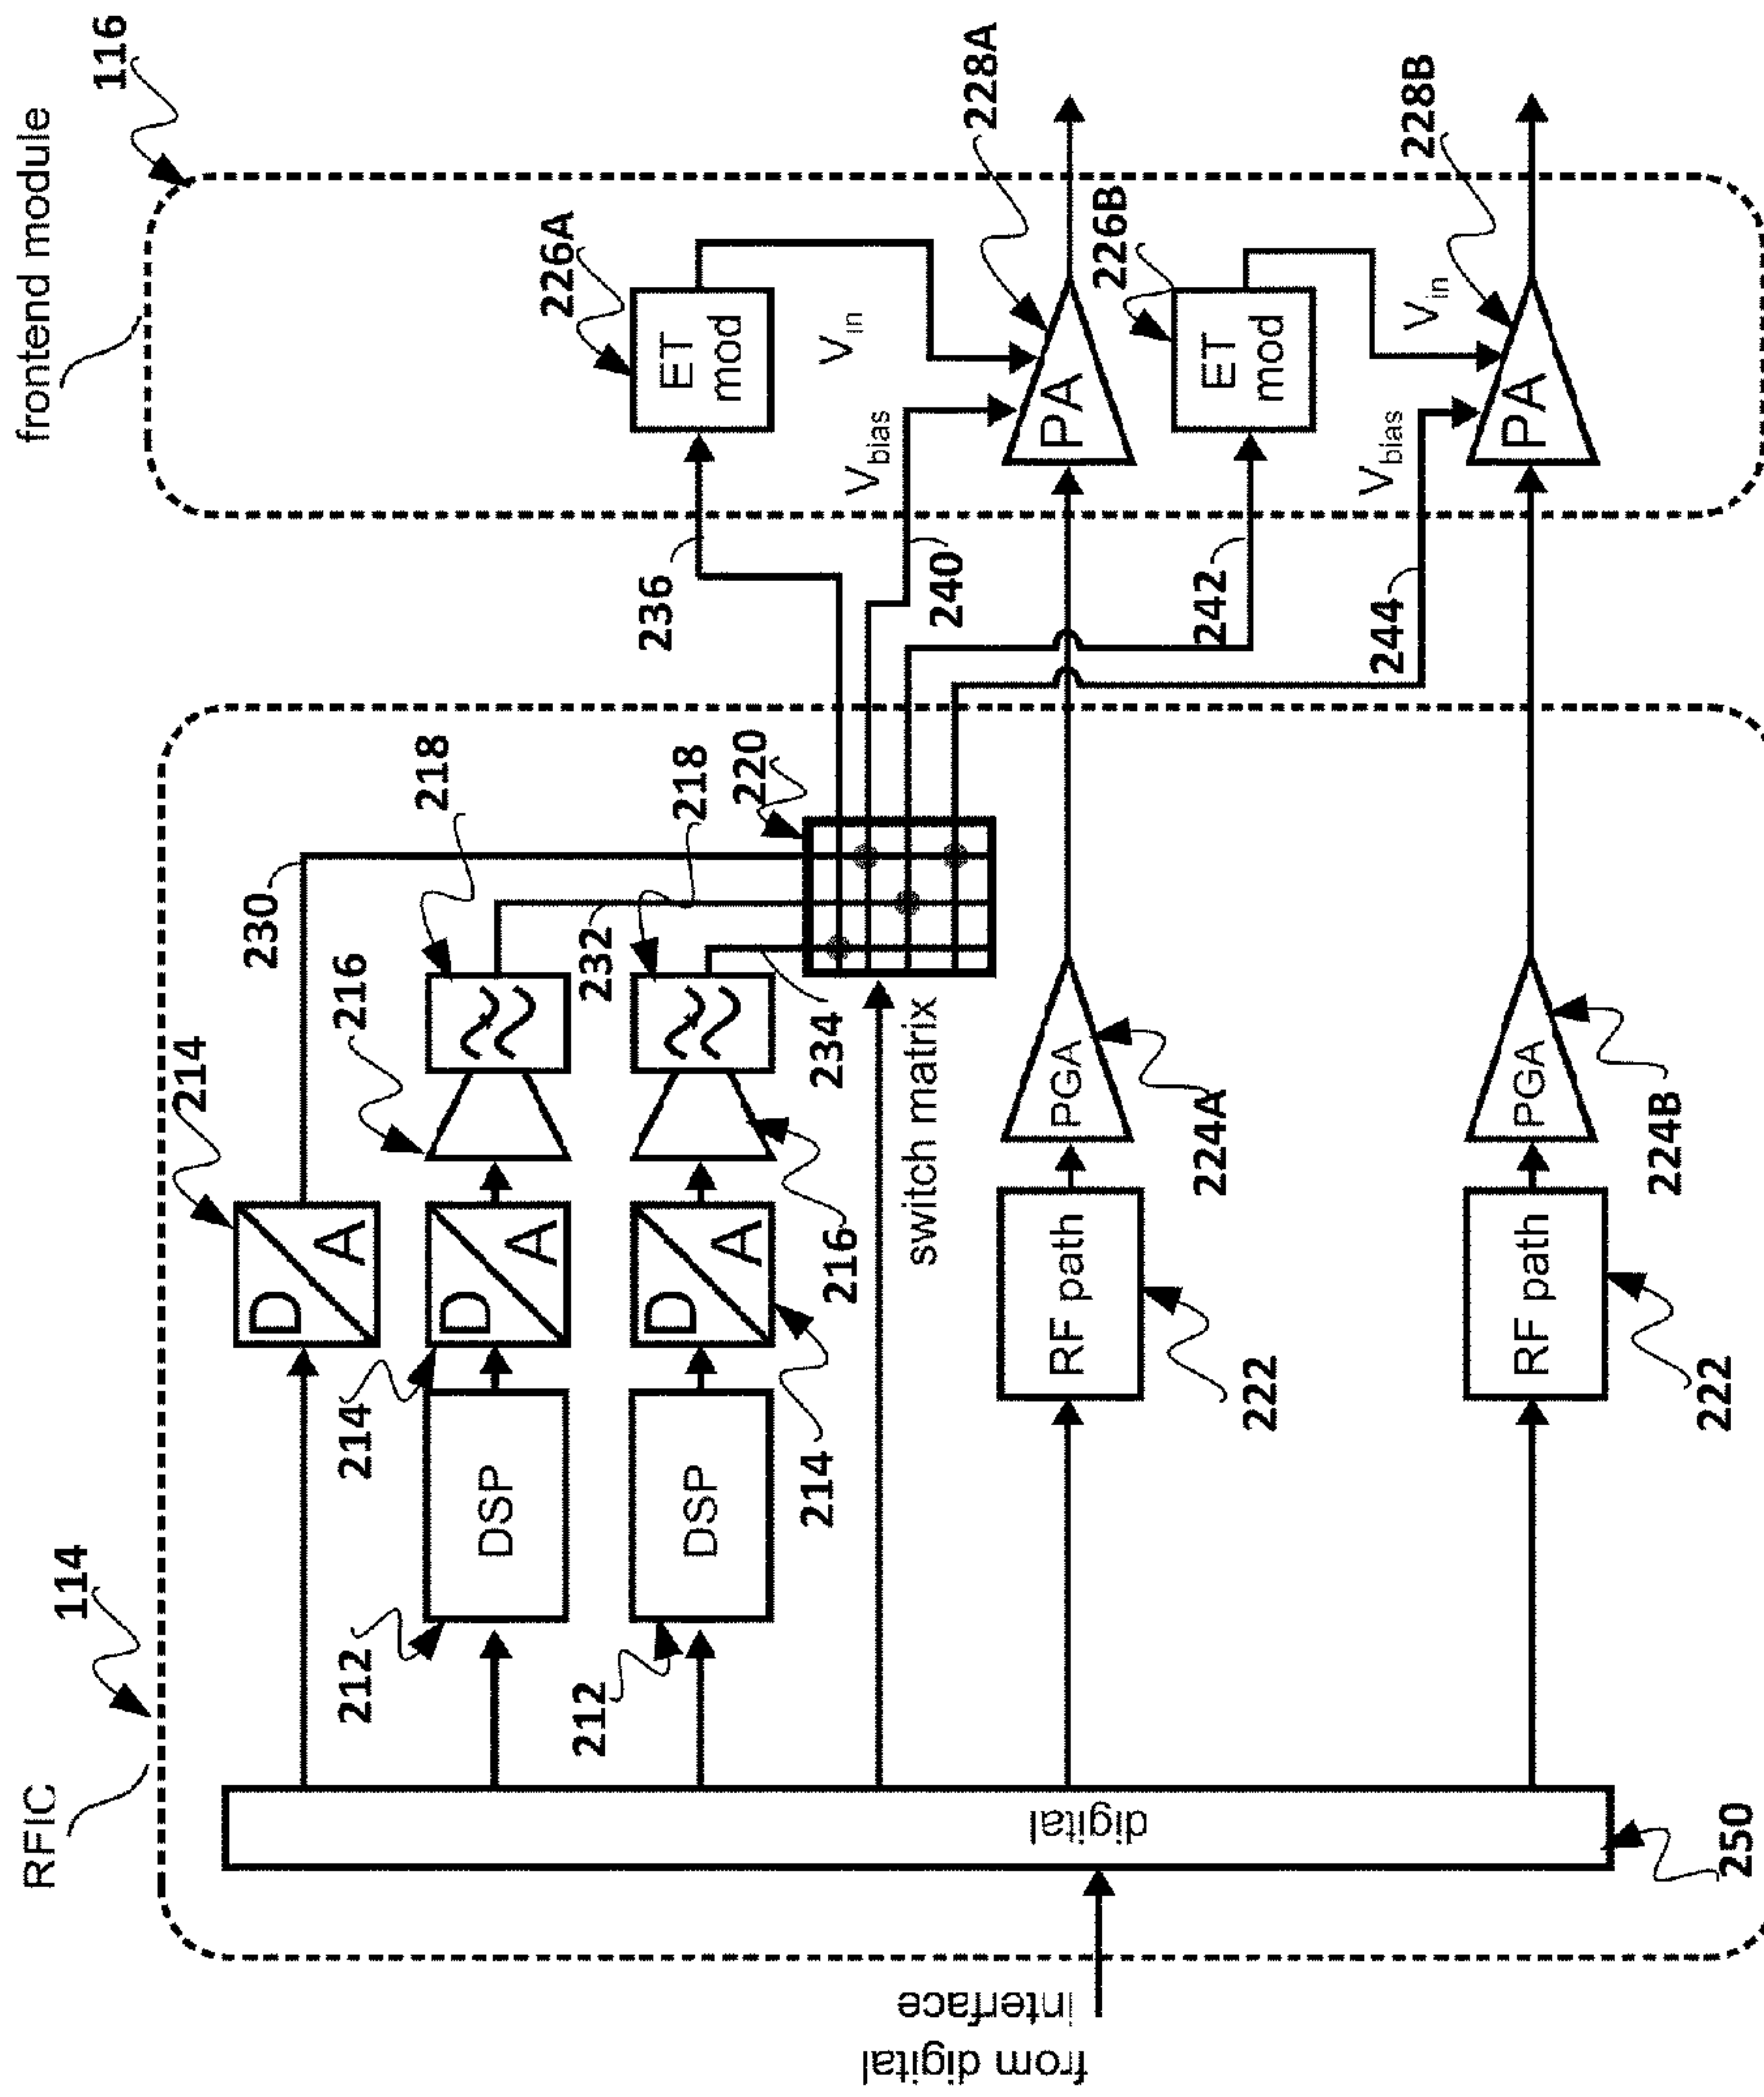 RFIC
114
frontend module
116
from digital
interface
digital
250
214
230
D
A
212
DSP
214
D
A
216
218
232
212
DSP
214
D
A
216
218
234
220
switch matrix
236
226A
ET
mod
V in
V bias
240
222
RF path
224A
PGA
PA
228A
242
226B
ET
mod
V in
V bias
244
222
RF path
224B
PGA
PA
228B